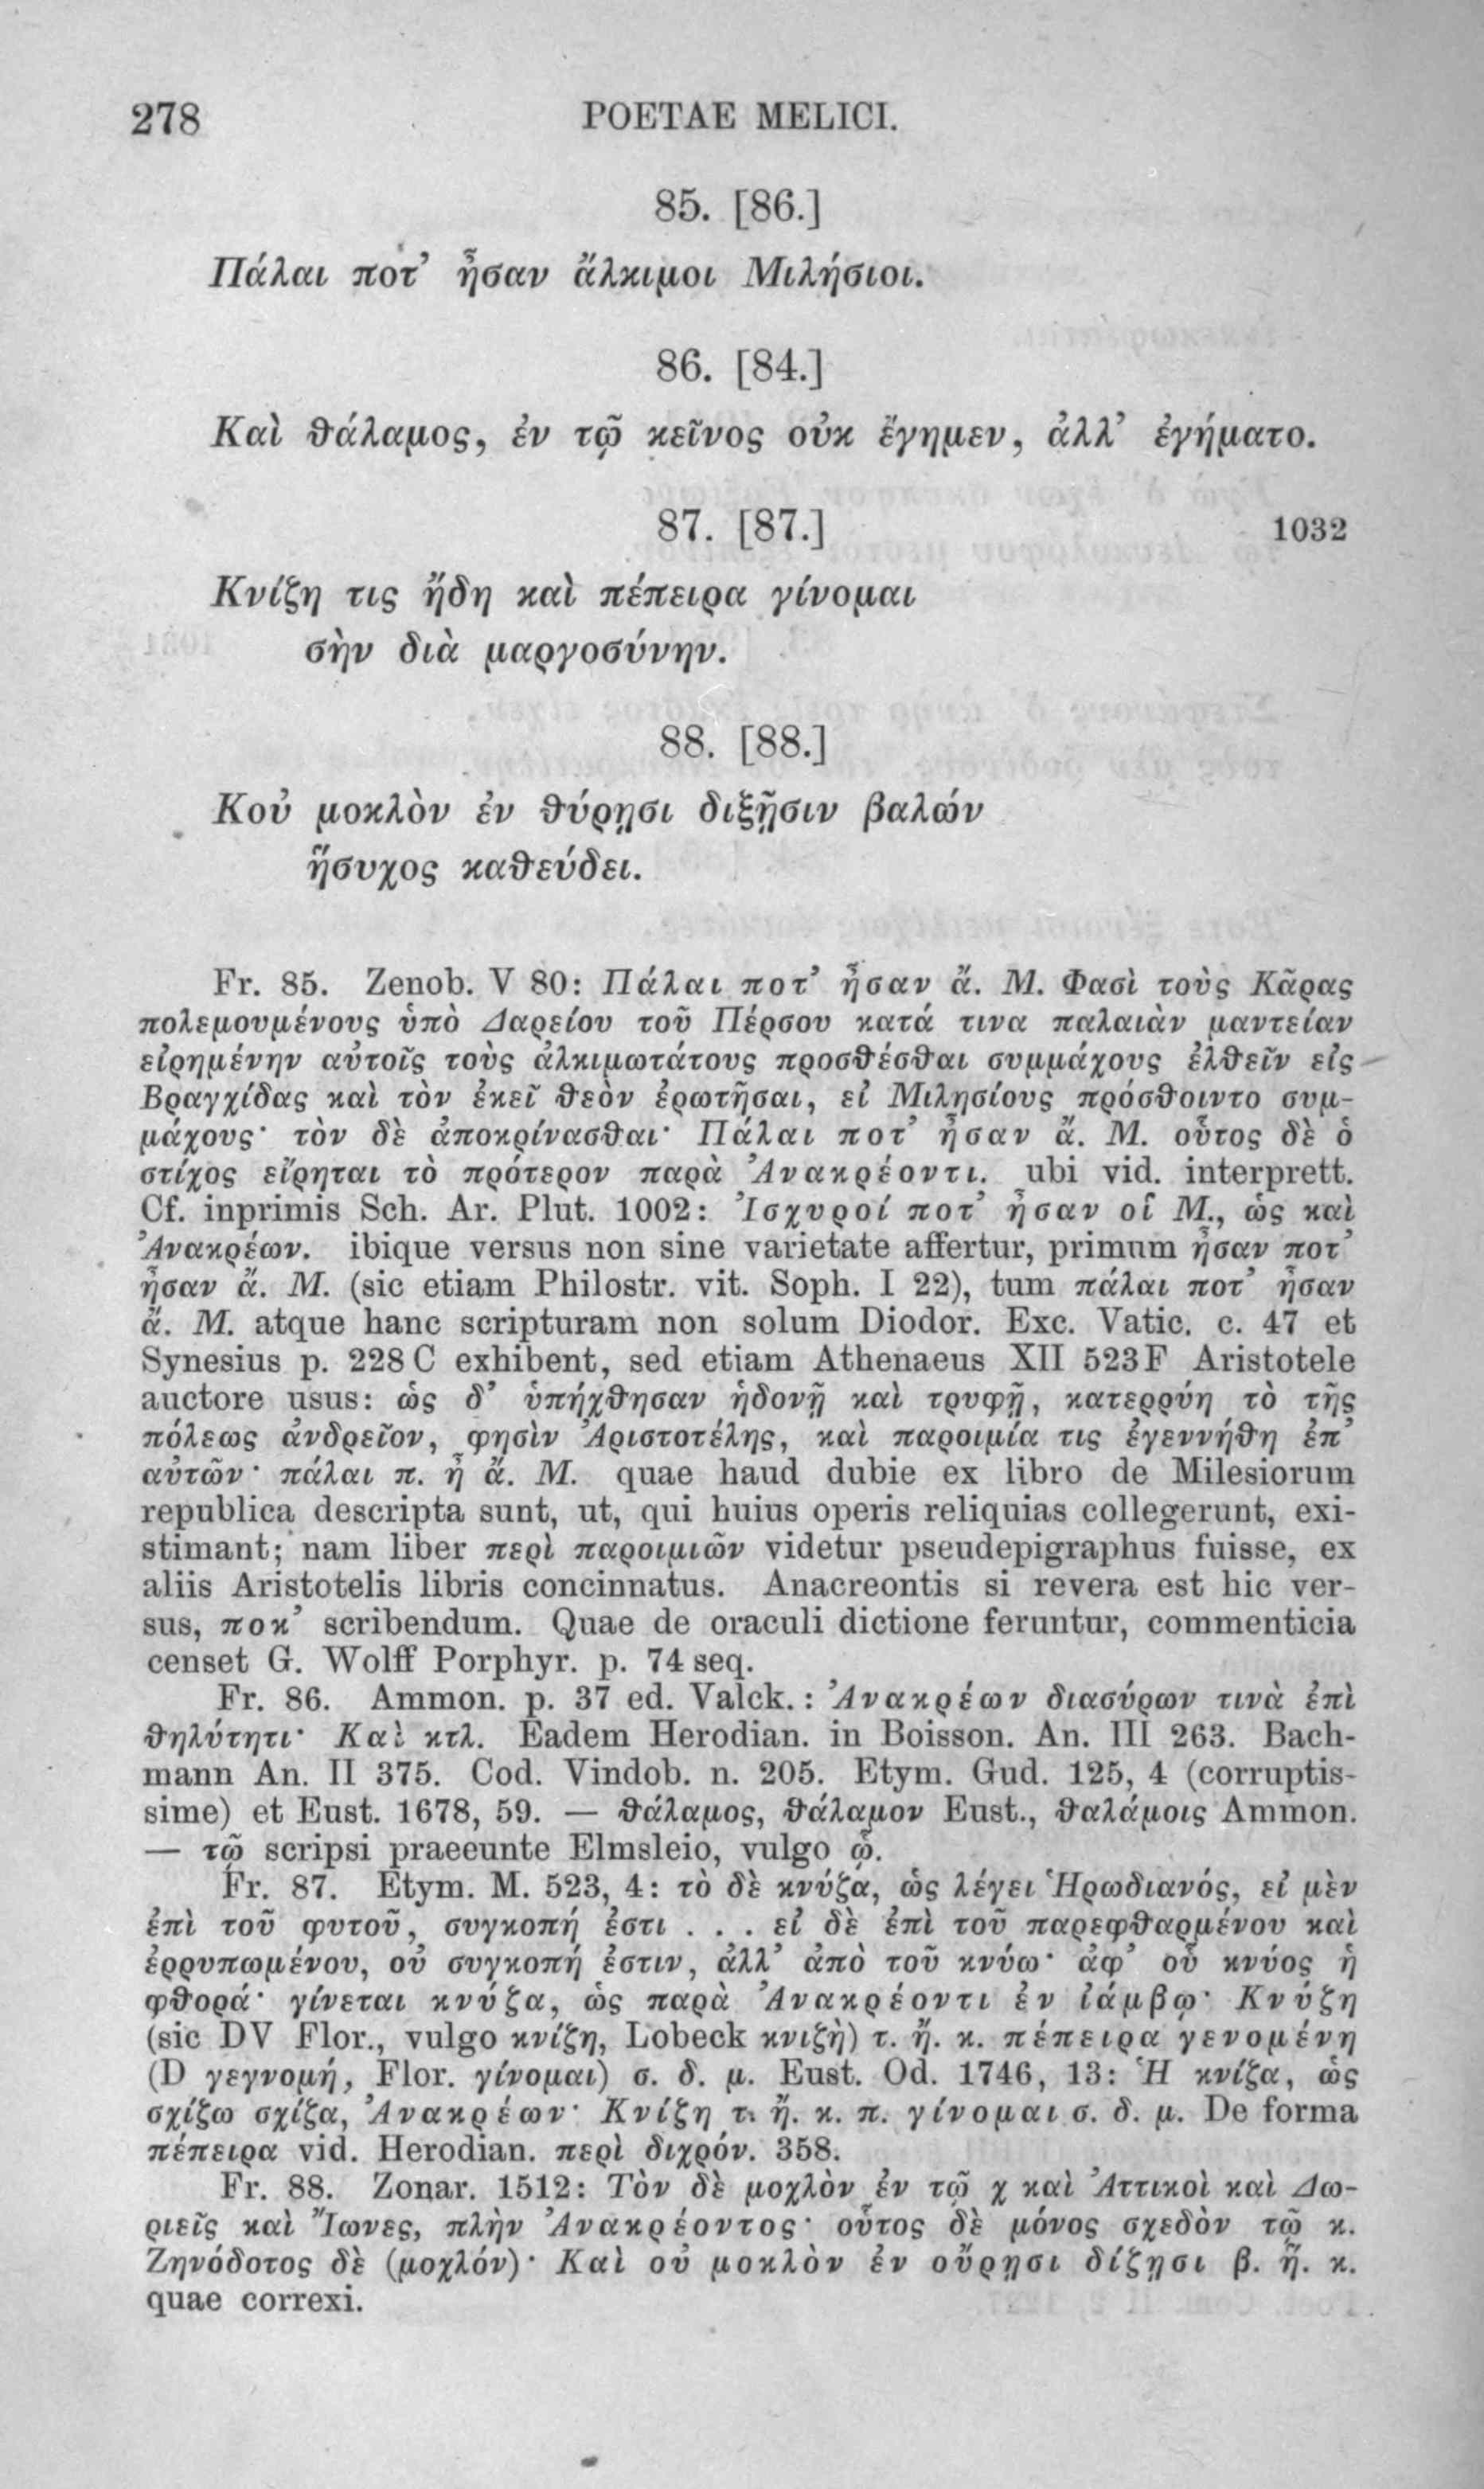 278 POETAE MELICI.
85. [86.]
Πάλαι ποτ’ ἦσαν ἄλκιμοι Μιλήσιοι.
86. [84.]
Καὶ θάλαμος, ἐν τῷ κεῖνος οὐκ ἔγημεν, ἀλλ’ ἐγήματο.
87. [87.] 1032
Κνίζη τις ἤδη καὶ πέπειρα γίνομαι
σὴν διὰ μαργοσύνην.
88. [88.]
Κοὐ μοκλὸν ἐν θύρῃσι διξῇσιν βαλών
ἥσυχος καθεύδει.
Fr. 85. Zenob. V 80: Πάλαι ποτ’ ἦσαν ἄ. Μ. Φασὶ τοὺς Κᾶρας
πολεμουμένους ὑπὸ Δαρείου τοῦ Πέρσου κατά τινα παλαιὰν μαντείαν
εἰρημένην αὐτοῖς τοὺς ἀλκιμωτάτους προσθέσθαι συμμάχους ἐλθεῖν εἰς
Βραγχίδας καὶ τὸν ἐκεῖ θεὸν ἐρωτῆσαι, εἰ Μιλησίους πρόσθοιντο συμ-
μάχους· τὸν δὲ ἀποκρίνασθαι· Πάλαι ποτ’ ἦσαν ἄ. Μ. οὗτος δὲ ὁ
στίχος εἴρηται τὸ πρότερον παρὰ Ἀνακρέοντι. ubi vid. interprett.
Cf. inprimis Sch. Ar. Plut. 1002: Ἰσχυροί ποτ’ ἦσαν οἱ Μ., ὡς καὶ
Ἀνακρέων. ibique versus non sine varietate affertur, primum ἦσαν ποτ’
ἦσαν ἄ. Μ. (sic etiam Philostr. vit. Soph. I 22), tum πάλαι ποτ’ ἦσαν
ἄ. Μ. atque hanc scripturam non solum Diodor. Exc. Vatic. c. 47 et
Synesius p. 228 C exhibent, sed etiam Athenaeus XII 523 F Aristotele
auctore usus: ὡς δ’ ὑπήχθησαν ἡδονῇ καὶ τρυφῇ, κατερρύη τὸ τῆς
πόλεως ἀνδρεῖον, φησὶν Ἀριστοτέλης, καὶ παροιμία τις ἐγεννήθη ἐπ’
αὐτῶν· πάλαι π. ἦ ἄ. Μ. quae haud dubie ex libro de Milesiorum
republica descripta sunt, ut, qui huius operis reliquias collegerunt, exi-
stimant; nam liber περὶ παροιμιῶν videtur pseudepigraphus fuisse, ex
aliis Aristotelis libris concinnatus. Anacreontis si revera est hic ver-
sus, ποκ’ scribendum. Quae de oraculi dictione feruntur, commenticia
censet G. Wolff Porphyr. p. 74 seq.
Fr. 86. Ammon. p. 37 ed. Valck.: Ἀνακρέων διασύρων τινὰ ἐπὶ
θηλύτητι· Καὶ κτλ. Eadem Herodian. in Boisson. An. III 263. Bach-
mann An. II 375. Cod. Vindob. n. 205. Etym. Gud. 125, 4 (corruptis-
sime) et Eust. 1678, 59. — θάλαμος, θάλαμον Eust., θαλάμοις Ammon.
— τῷ scripsi praeeunte Elmsleio, vulgo ᾧ.
Fr. 87. Etym. M. 523, 4: τὸ δὲ κνύζα, ὡς λέγει Ἡρωδιανός, εἰ μὲν
ἐπὶ τοῦ φυτοῦ, συγκοπή ἐστι . . . εἰ δὲ ἐπὶ τοῦ παρεφθαρμένου καὶ
ἐρρυπωμένου, οὐ συγκοπή ἐστιν, ἀλλ’ ἀπὸ τοῦ κνύω· ἀφ’ οὗ κνύος ἡ
φθορά· γίνεται κνύζα, ὡς παρὰ Ἀνακρέοντι ἐν ἰάμβῳ· Κνύζη
(sic DV Flor., vulgo κνίζη, Lobeck κνιζὴ) τ. ἤ. κ. πέπειρα γενομένη
(D γεγνομή, Flor. γίνομαι) σ. δ. μ. Eust. Od. 1746, 13: Ἡ κνίζα, ὡς
σχίζω σχίζα, Ἀνακρέων· Κνίζη τι ἤ. κ. π. γίνομαι σ. δ. μ. De forma
πέπειρα vid. Herodian. περὶ διχρόν. 358.
Fr. 88. Zonar. 1512: Τὸν δὲ μοχλὸν ἐν τῷ χ καὶ Ἀττικοὶ καὶ Δω-
ριεῖς καὶ Ἴωνες, πλὴν Ἀνακρέοντος· οὗτος δὲ μόνος σχεδὸν τῷ κ.
Ζηνόδοτος δὲ (μοχλόν)· Καὶ οὐ μοκλὸν ἐν οὔρῃσι δίζῃσι β. ἥ. κ.
quae correxi.